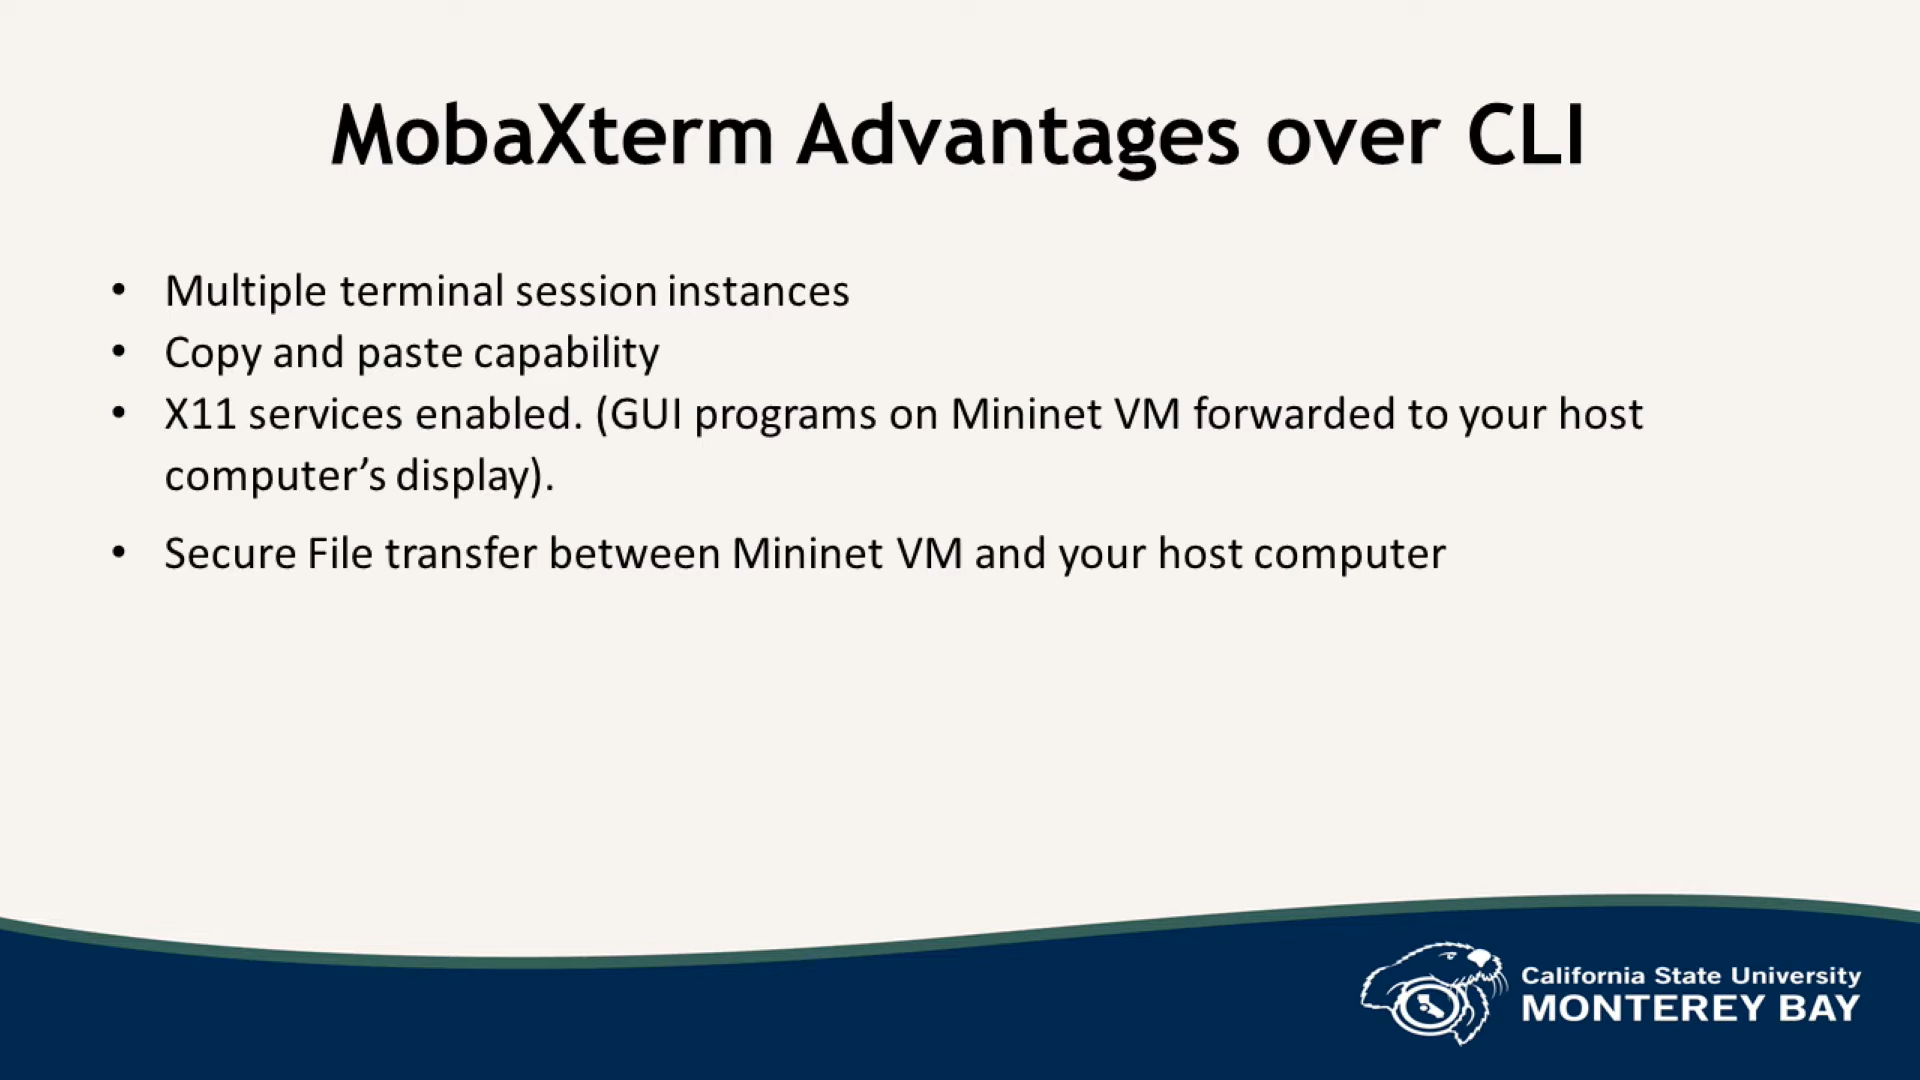 MobaXterm Advantages over CLI
• Multiple terminal session instances
• Copy and paste capability
• X11 services enabled. (GUI programs on Mininet VM forwarded to your host
computer’s display).
• Secure File transfer between Mininet VM and your host computer
California State University
MONTEREY BAY